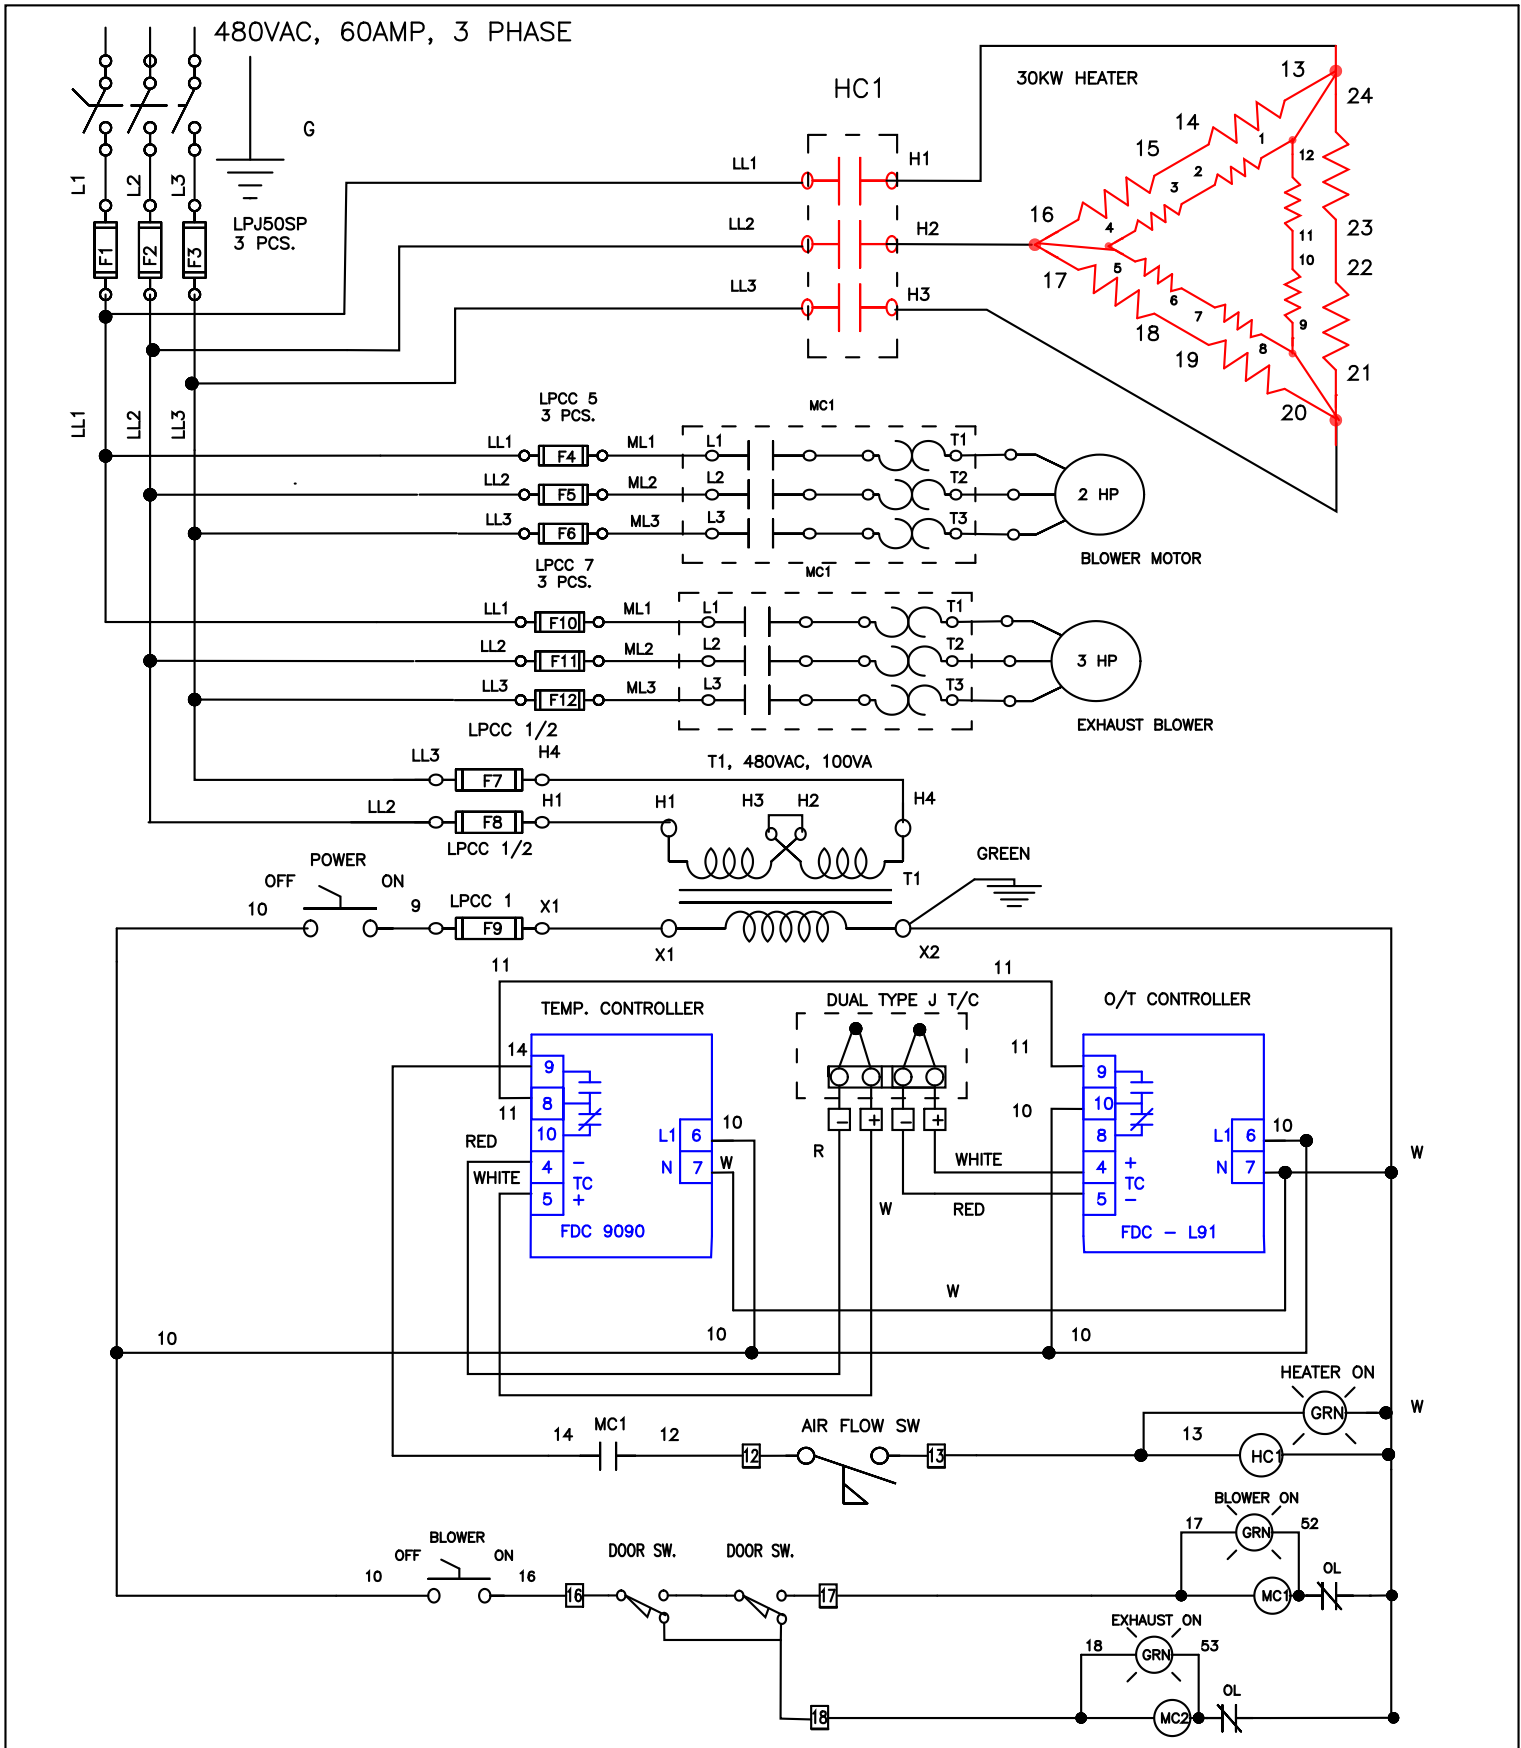 480VAC, 60AMP, 3 PHASE
G
L1
L2
L3
LPJ50SP
3 PCS.
F1
F2
F3
HC1
LL1
H1
LL2
H2
LL3
H3
30KW HEATER
13
24
14
1
12
15
2
3
16
4
11
23
10
22
17
5
6
7
9
18
8
19
21
20
LL1
LL2
LL3
LPCC 5
3 PCS.
MC1
LL1
F4
ML1
L1
T1
LL2
F5
ML2
L2
T2
2 HP
LL3
F6
ML3
L3
T3
BLOWER MOTOR
LPCC 7
3 PCS.
MC1
LL1
F10
ML1
L1
T1
LL2
F11
ML2
L2
T2
3 HP
LL3
F12
ML3
L3
T3
EXHAUST BLOWER
LPCC 1/2
LL3
F7
H4
T1, 480VAC, 100VA
LL2
F8
H1
H1
H3
H2
H4
LPCC 1/2
T1
GREEN
POWER
OFF
ON
10
9
LPCC 1
F9
X1
X1
X2
11
11
TEMP. CONTROLLER
DUAL TYPE J T/C
O/T CONTROLLER
14
9
11
8
10
RED
4
–
WHITE
TC
5
+
L1
6
10
N
7
W
FDC 9090
–
+
–
+
R
W
WHITE
RED
11
9
10
10
8
4
+
TC
5
–
L1
6
10
N
7
FDC – L91
W
W
10
10
10
HEATER ON
GRN
W
14
MC1
12
12
AIR FLOW SW
13
13
HC1
BLOWER ON
17
GRN
52
BLOWER
OFF
ON
10
16
16
DOOR SW.
DOOR SW.
17
MC1
OL
EXHAUST ON
18
GRN
53
18
MC2
OL